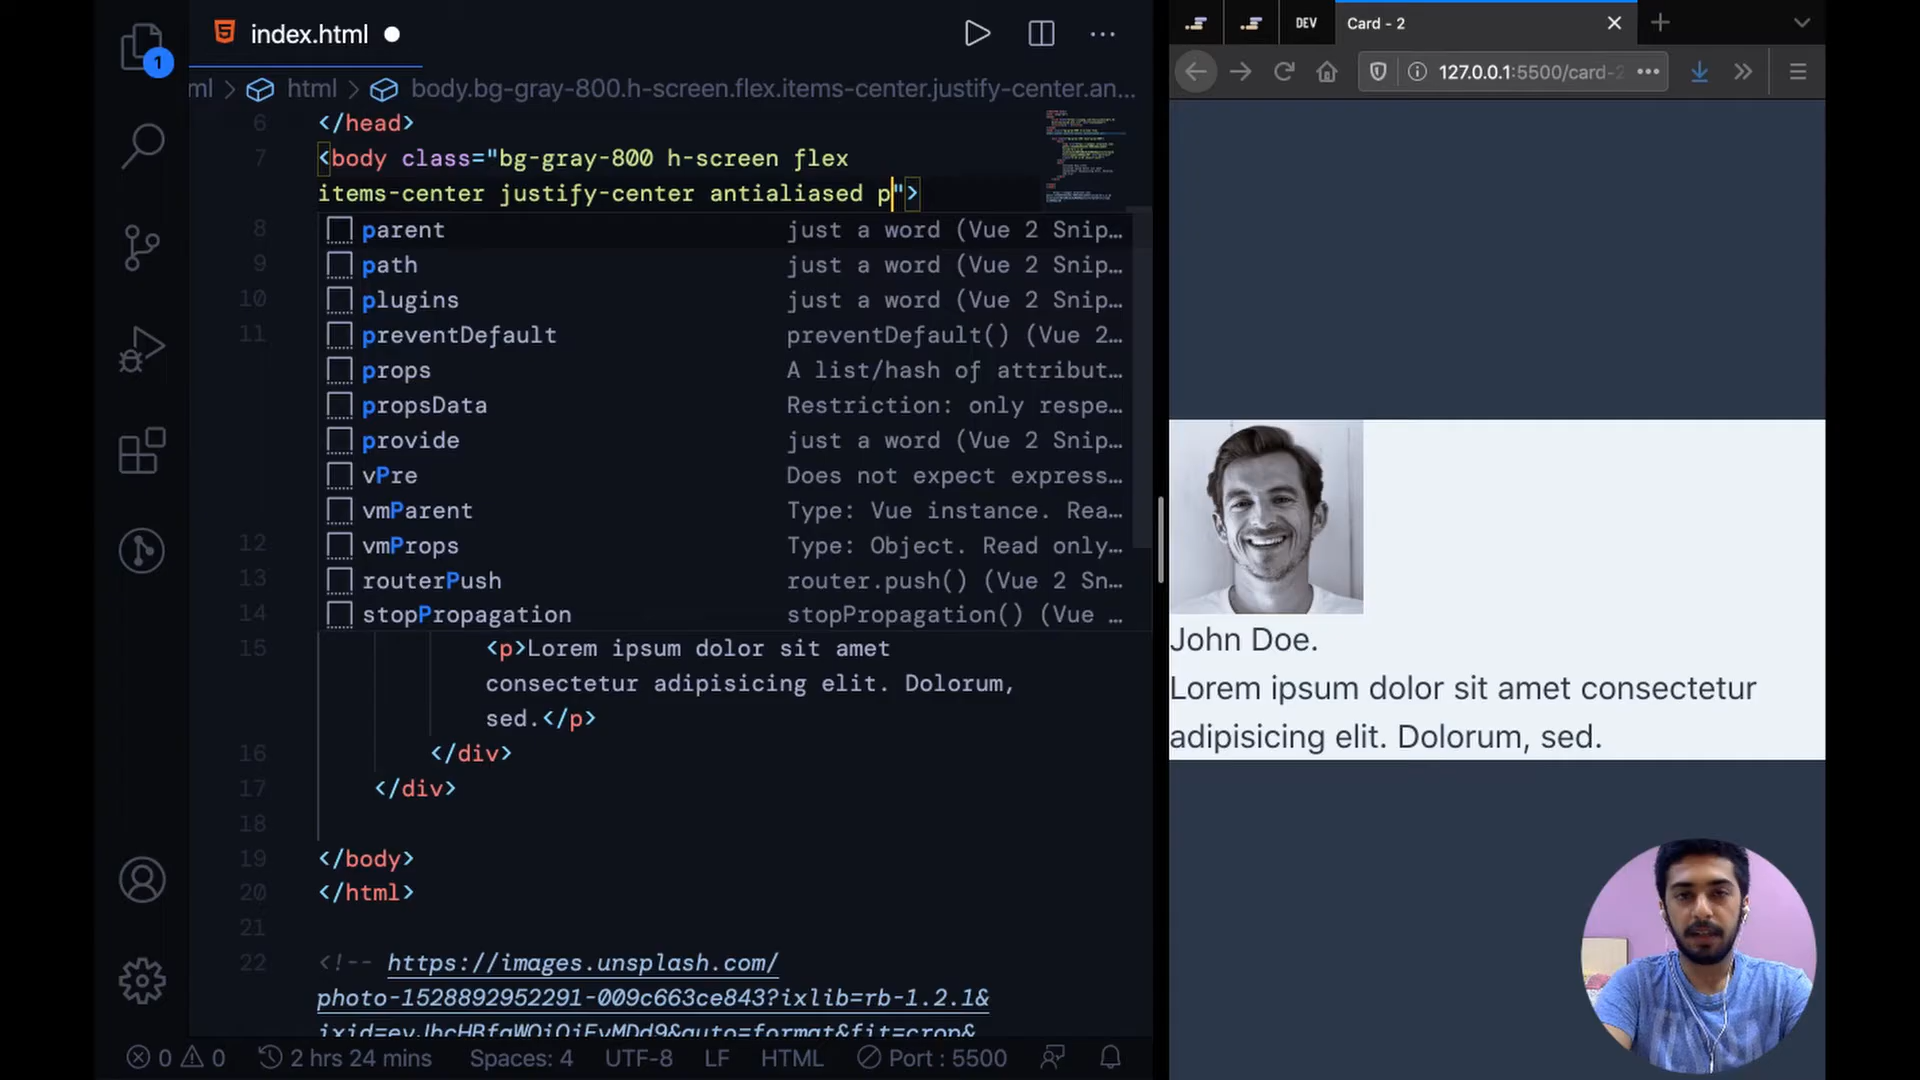 index.html
1
ml > html > body.bg-gray-800.h-screen.flex.items-center.justify-center.an…
6 </head>
7 <body class="bg-gray-800 h-screen flex
items-center justify-center antialiased p">
8 parent just a word (Vue 2 Snip…
9 path just a word (Vue 2 Snip…
10 plugins just a word (Vue 2 Snip…
11 preventDefault preventDefault() (Vue 2…
props A list/hash of attribut…
propsData Restriction: only respe…
provide just a word (Vue 2 Snip…
vPre Does not expect express…
vmParent Type: Vue instance. Rea…
12 vmProps Type: Object. Read only…
13 routerPush router.push() (Vue 2 Sn…
14 stopPropagation stopPropagation() (Vue …
15 <p>Lorem ipsum dolor sit amet
consectetur adipisicing elit. Dolorum,
sed.</p>
16 </div>
17 </div>
18
19 </body>
20 </html>
21
22 <!-- https://images.unsplash.com/
photo-1528892952291-009c663ce843?ixlib=rb-1.2.1&
ixid=eyJhcHBfaWQiOjEyMDd9&auto=format&fit=crop&
0 0 2 hrs 24 mins Spaces: 4 UTF-8 LF HTML Port : 5500
DEV Card - 2
127.0.0.1:5500/card-2
John Doe.
Lorem ipsum dolor sit amet consectetur
adipisicing elit. Dolorum, sed.